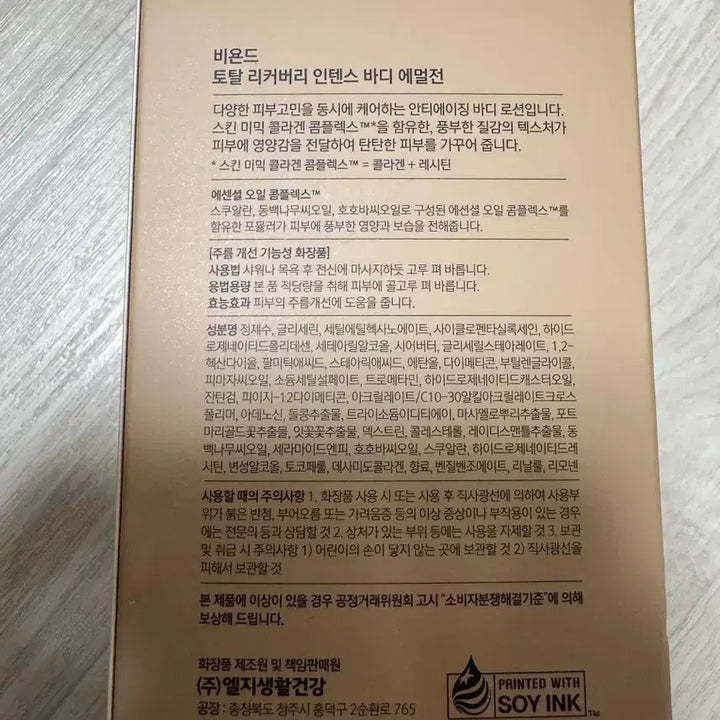 비욘드
토탈 리커버리 인텐스 바디 에멀전
다양한 피부고민을 동시에 케어하는 안티에이징 바디 로션입니다.
스킨 미믹 콜라겐 콤플렉스™*을 함유한, 풍부한 질감의 텍스처가
피부에 영양감을 전달하여 탄탄한 피부를 가꾸어 줍니다.
* 스킨 미믹 콜라겐 콤플렉스™ = 콜라겐 + 레시틴
에센셜 오일 콤플렉스™
스쿠알란, 동백나무씨오일, 호호바씨오일로 구성된 에션셜 오일 콤플렉스™를
함유한 포뮬러가 피부에 풍부한 영양과 보습을 전해줍니다.
[주름 개선 기능성 화장품]
사용법 샤워나 목욕 후 전신에 마사지하듯 고루 펴 바릅니다.
용법용량 본 품 적당량을 취해 피부에 골고루 펴 바릅니다.
효능효과 피부의 주름개선에 도움을 줍니다.
성분명 정제수, 글리세린, 세틸에틸헥사노에이트, 사이클로펜타실록세인, 하이드
로제네이티드폴리데센, 세테아릴알코올, 시어버터, 글리세릴스테아레이트, 1,2-
헥산다이올, 팔미틱애씨드, 스테아릭애씨드, 에탄올, 다이메티콘, 부틸렌글라이콜,
피마자씨오일, 소듐세틸설페이트, 트로메타민, 하이드로제네이티드캐스터오일,
잔탄검, 피이지-12다이메티콘, 아크릴레이트/C10-30알킬아크릴레이트크로스
폴리머, 아데노신, 돌콩추출물, 트라이소듐이디티에이, 마시멜로뿌리추출물, 포트
마리골드꽃추출물, 잇꽃꽃추출물, 덱스트린, 콜레스테롤, 레이디스맨틀추출물, 동
백나무씨오일, 세라마이드엔피, 호호바씨오일, 스쿠알란, 하이드로제네이티드레
시틴, 변성알코올, 토코페롤, 데사미도콜라겐, 향료, 벤질벤조에이트, 리날룰, 리모넨
사용할 때의 주의사항 1. 화장품 사용 시 또는 사용 후 직사광선에 의하여 사용부
위가 붉은 반점, 부어오름 또는 가려움증 등의 이상 증상이나 부작용이 있는 경우
에는 전문의 등과 상담할 것 2. 상처가 있는 부위 등에는 사용을 자제할 것 3. 보관
및 취급 시 주의사항 1) 어린이의 손이 닿지 않는 곳에 보관할 것 2) 직사광선을
피해서 보관할 것
본 제품에 이상이 있을 경우 공정거래위원회 고시 "소비자분쟁해결기준"에 의해
보상해 드립니다.
화장품 제조원 및 책임판매원
(주)엘지생활건강
공장 : 충청북도 청주시 흥덕구 2순환로 765
PRINTED WITH
SOY INK™